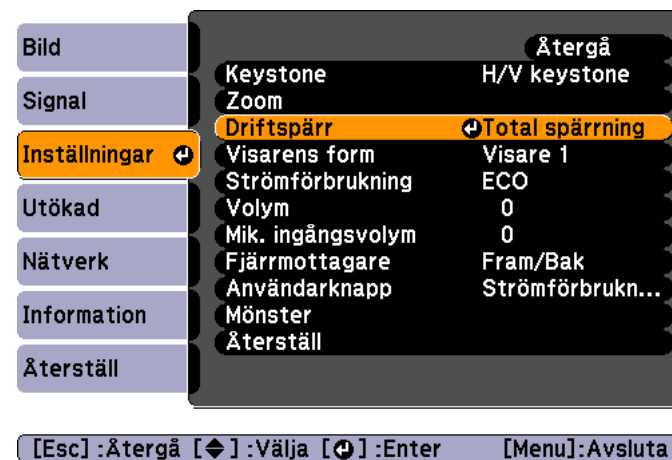 Bild
Signal
Inställningar
Utökad
Nätverk
Information
Återställ
Återgå
Keystone H/V keystone
Zoom
Driftspärr Total spärrning
Visarens form Visare 1
Strömförbrukning ECO
Volym 0
Mik. ingångsvolym 0
Fjärrmottagare Fram/Bak
Användarknapp Strömförbrukn...
Mönster
Återställ
[Esc] :Återgå [◆] :Välja [⏎] :Enter [Menu]:Avsluta